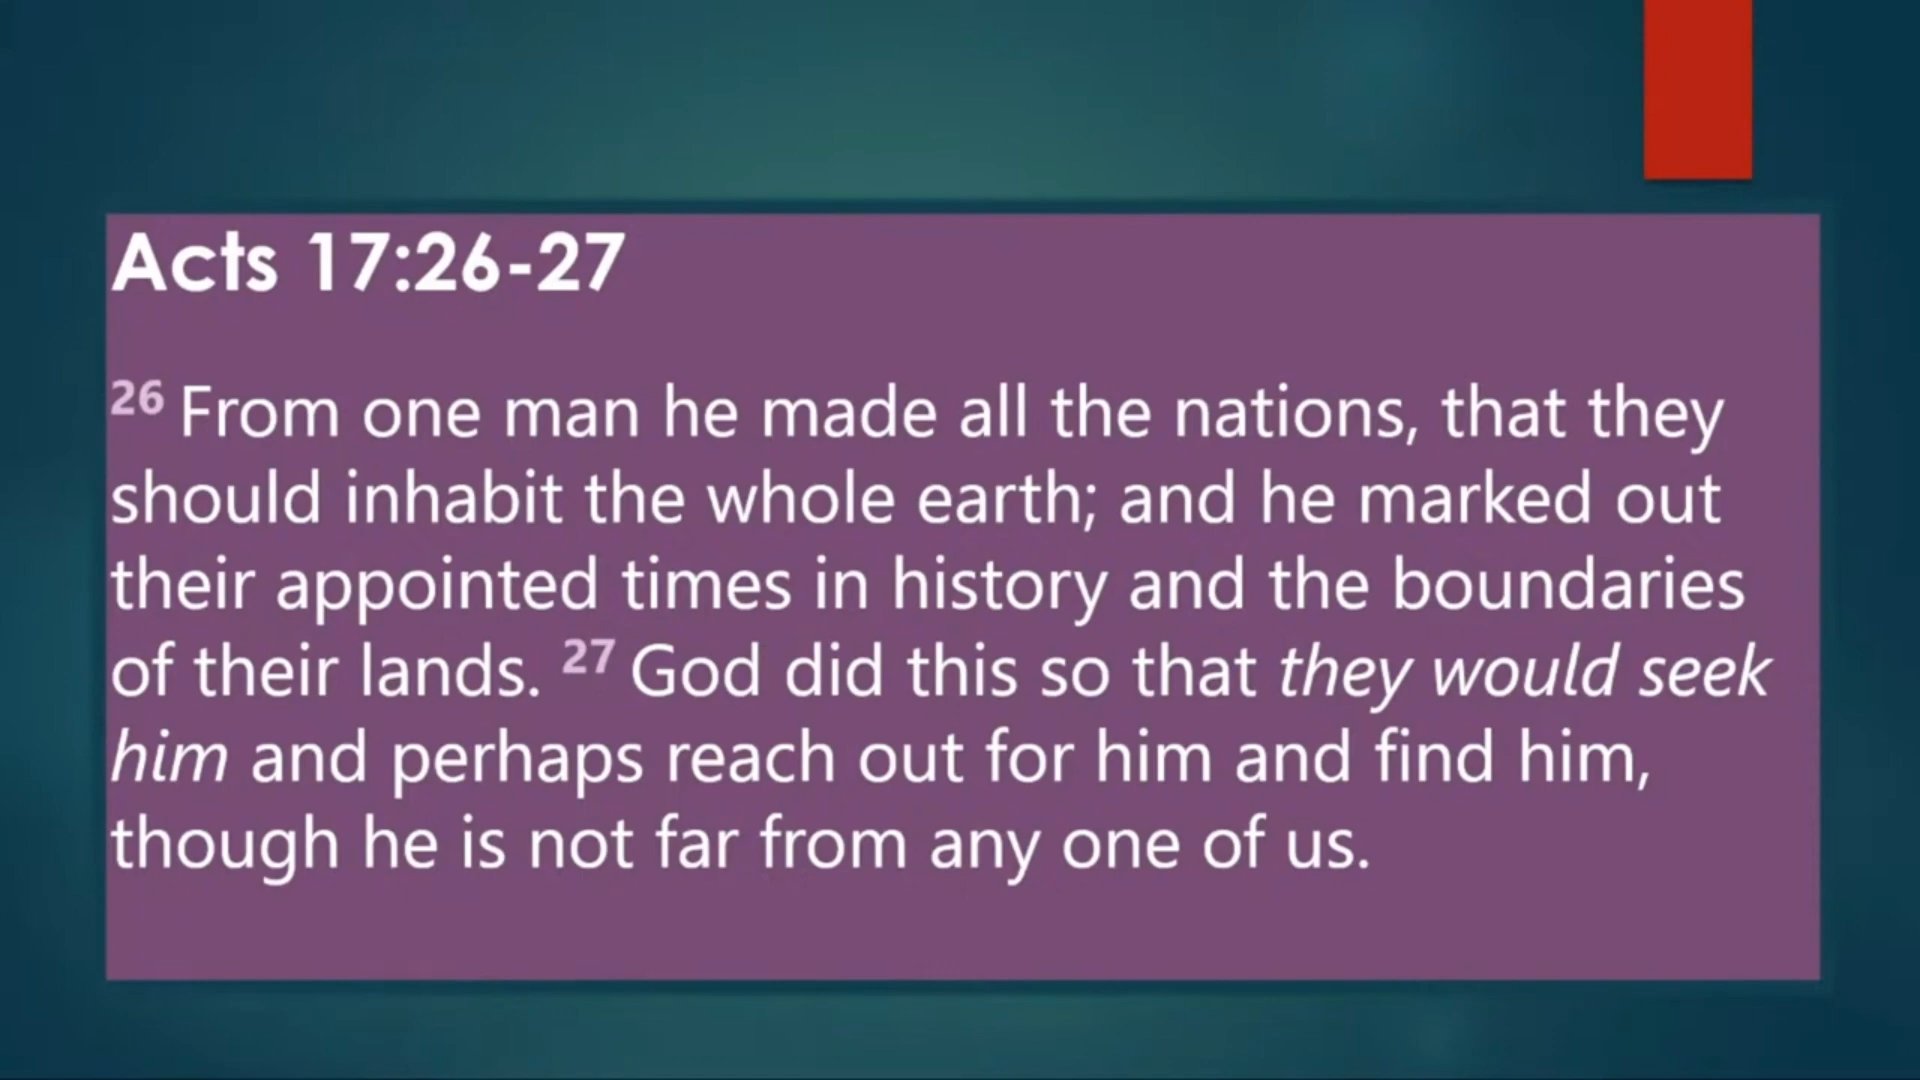 Acts 17:26-27
26 From one man he made all the nations, that they
should inhabit the whole earth; and he marked out
their appointed times in history and the boundaries
of their lands. 27 God did this so that they would seek
him and perhaps reach out for him and find him,
though he is not far from any one of us.